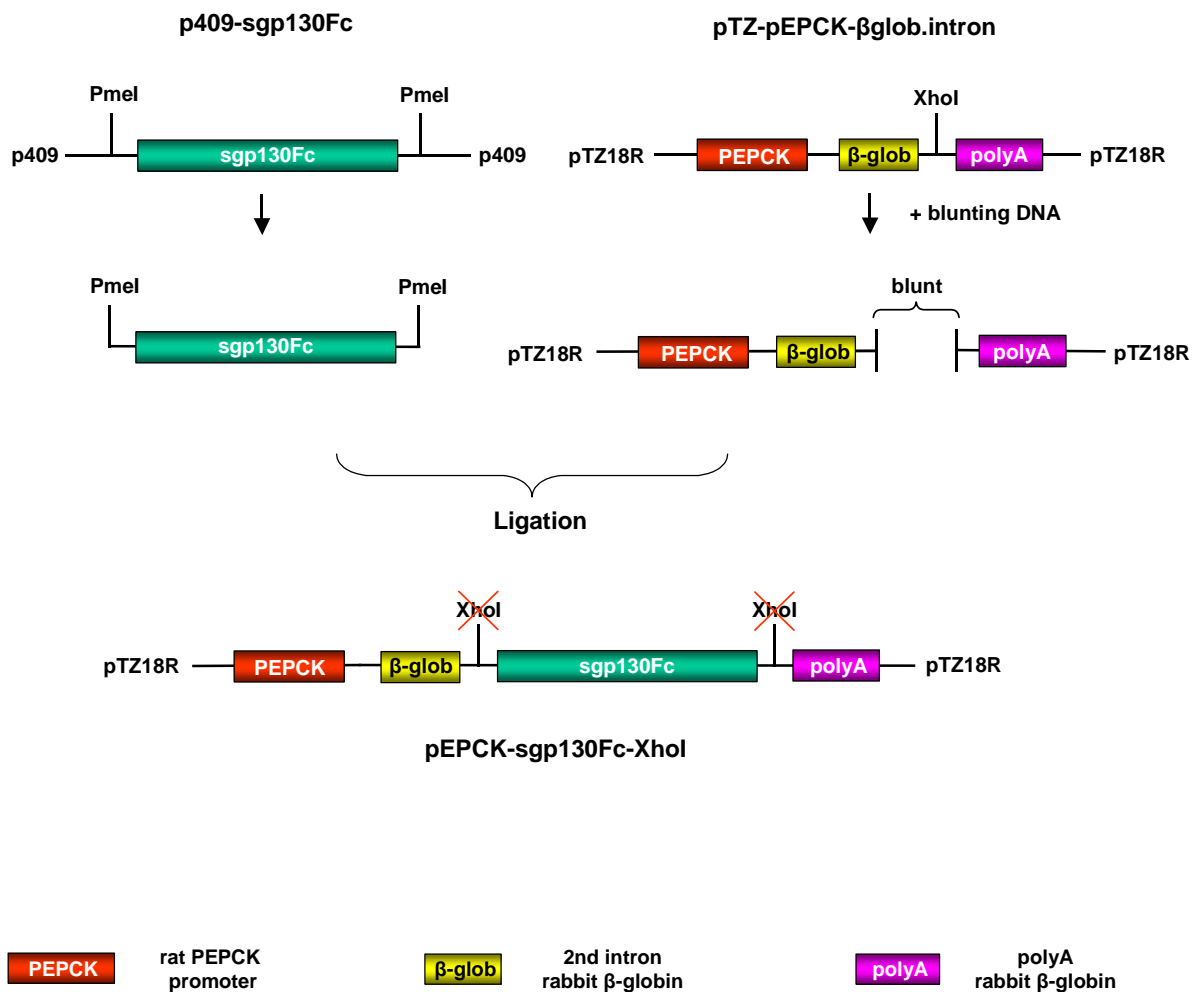 p409-sgp130Fc
pTZ-pEPCK-βglob.intron
PmeI
PmeI
XhoI
p409
sgp130Fc
p409
pTZ18R
PEPCK
β-glob
polyA
pTZ18R
+ blunting DNA
PmeI
PmeI
blunt
sgp130Fc
pTZ18R
PEPCK
β-glob
polyA
pTZ18R
Ligation
XhoI
XhoI
pTZ18R
PEPCK
β-glob
sgp130Fc
polyA
pTZ18R
pEPCK-sgp130Fc-XhoI
PEPCK
rat PEPCK
promoter
β-glob
2nd intron
rabbit β-globin
polyA
polyA
rabbit β-globin